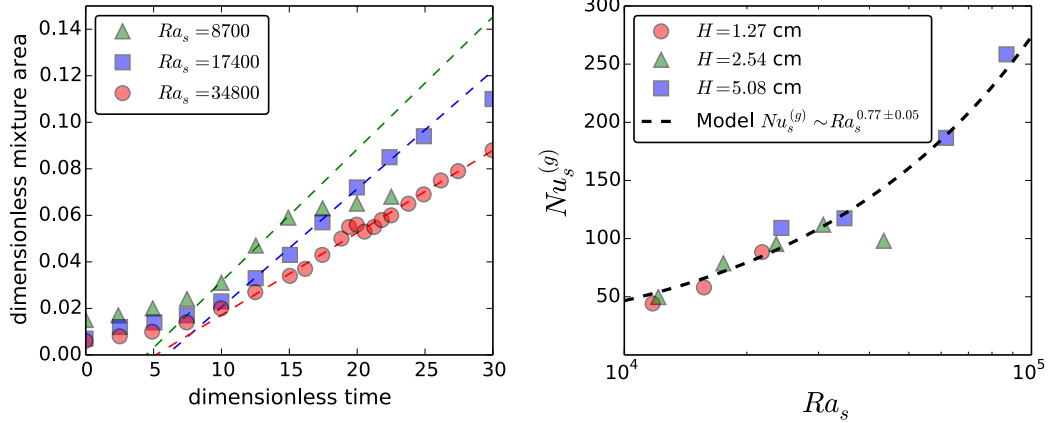 0.14
0.12
0.10
0.08
0.06
0.04
0.02
0.00
dimensionless mixture area
Ra_s = 8700
Ra_s = 17400
Ra_s = 34800
0 5 10 15 20 25 30
dimensionless time
300
250
200
150
100
50
Nu_s^{(g)}
H = 1.27 cm
H = 2.54 cm
H = 5.08 cm
Model Nu_s^{(g)} ∼ Ra_s^{0.77±0.05}
10^4 10^5
Ra_s